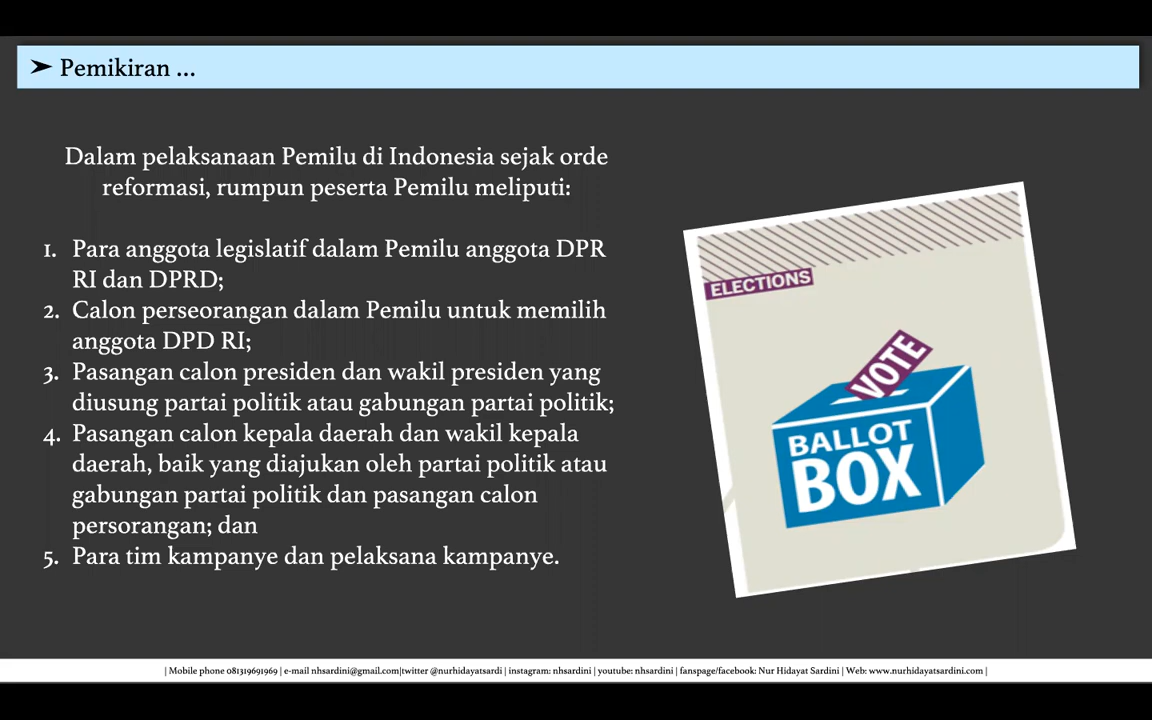 ➤ Pemikiran ...
Dalam pelaksanaan Pemilu di Indonesia sejak orde
reformasi, rumpun peserta Pemilu meliputi:
1. Para anggota legislatif dalam Pemilu anggota DPR
RI dan DPRD;
2. Calon perseorangan dalam Pemilu untuk memilih
anggota DPD RI;
3. Pasangan calon presiden dan wakil presiden yang
diusung partai politik atau gabungan partai politik;
4. Pasangan calon kepala daerah dan wakil kepala
daerah, baik yang diajukan oleh partai politik atau
gabungan partai politik dan pasangan calon
persorangan; dan
5. Para tim kampanye dan pelaksana kampanye.
ELECTIONS
VOTE
BALLOT
BOX
| Mobile phone 081319691969 | e-mail nhsardini@gmail.com|twitter @nurhidayatsardi | instagram: nhsardini | youtube: nhsardini | fanspage/facebook: Nur Hidayat Sardini | Web: www.nurhidayatsardini.com |